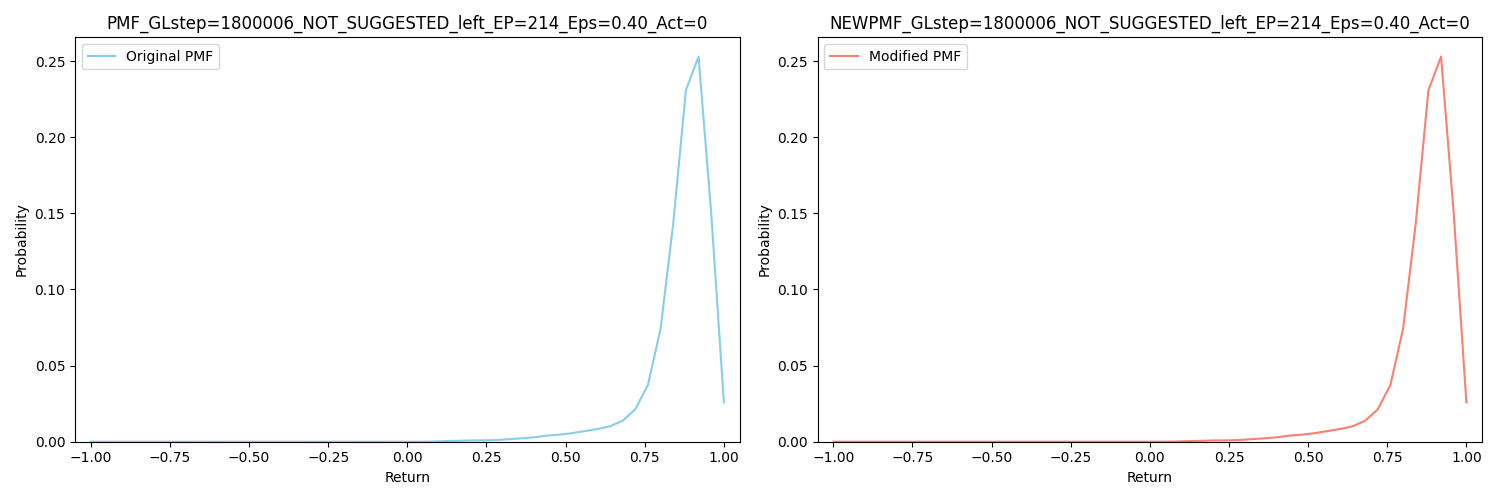 PMF_GLstep=1800006_NOT_SUGGESTED_left_EP=214_Eps=0.40_Act=0
Original PMF
Probability
0.25
0.20
0.15
0.10
0.05
0.00
−1.00 −0.75 −0.50 −0.25 0.00 0.25 0.50 0.75 1.00
Return
NEWPMF_GLstep=1800006_NOT_SUGGESTED_left_EP=214_Eps=0.40_Act=0
Modified PMF
Probability
0.25
0.20
0.15
0.10
0.05
0.00
−1.00 −0.75 −0.50 −0.25 0.00 0.25 0.50 0.75 1.00
Return